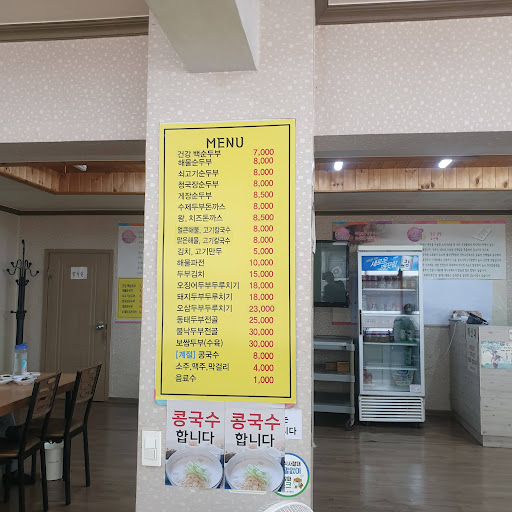 MENU
건강 백순두부 7,000
해물순두부 8,000
쇠고기순두부 8,000
청국장순두부 8,000
게장순두부 8,500
수제두부돈까스 8,000
왕, 치즈돈까스 8,500
얼큰해물, 고기칼국수 8,000
맑은해물, 고기칼국수 8,000
김치, 고기만두 5,000
해물파전 10,000
두부김치 15,000
오징어두부두루치기 18,000
돼지두부두루치기 18,000
오삼두부두루치기 23,000
동태두부전골 25,000
불낙두부전골 30,000
보쌈두부(수육) 30,000
[계절] 콩국수 8,000
소주,맥주,막걸리 4,000
음료수 1,000
콩국수
합니다
콩국수
합니다
니다
새로운